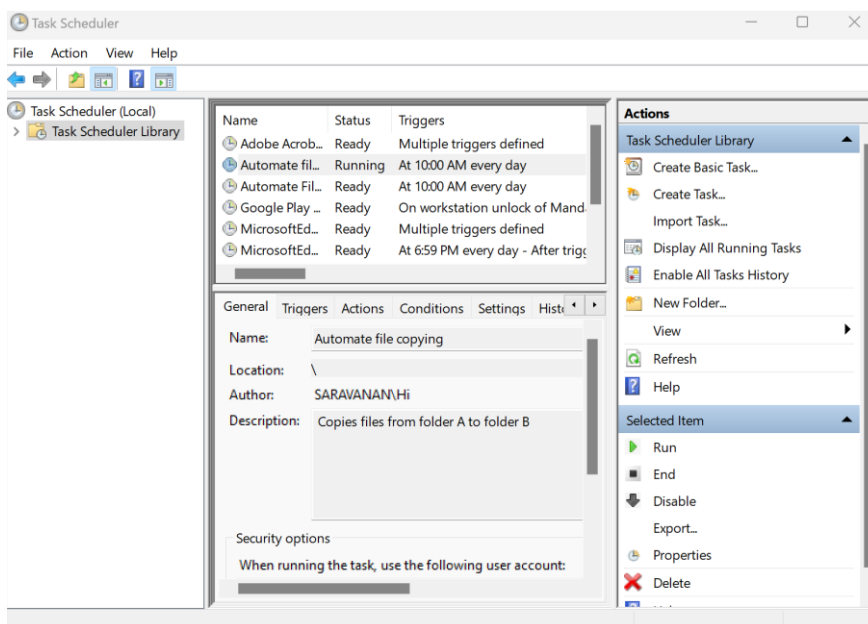 Task Scheduler
File Action View Help
Task Scheduler (Local)
Task Scheduler Library
Name Status Triggers
Adobe Acrob... Ready Multiple triggers defined
Automate fil... Running At 10:00 AM every day
Automate Fil... Ready At 10:00 AM every day
Google Play ... Ready On workstation unlock of Mand
MicrosoftEd... Ready Multiple triggers defined
MicrosoftEd... Ready At 6:59 PM every day - After trigg
General Triggers Actions Conditions Settings Histo
Name: Automate file copying
Location: \
Author: SARAVANAN\Hi
Description: Copies files from folder A to folder B
Security options
When running the task, use the following user account:
Actions
Task Scheduler Library
Create Basic Task...
Create Task...
Import Task...
Display All Running Tasks
Enable All Tasks History
New Folder...
View
Refresh
Help
Selected Item
Run
End
Disable
Export...
Properties
Delete